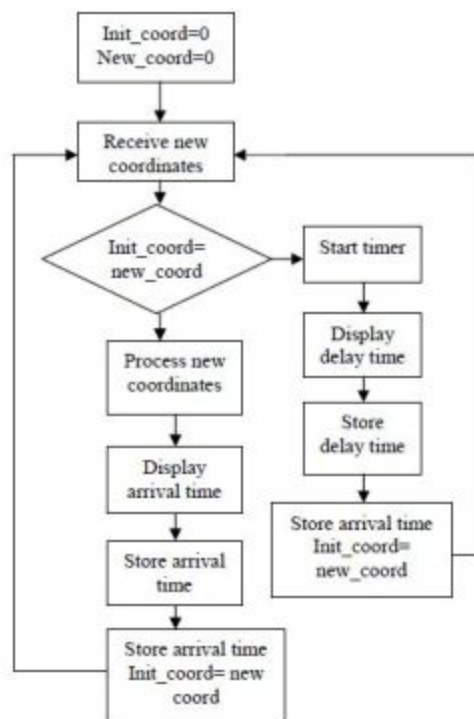 Init_coord=0
New_coord=0
Receive new
coordinates
Init_coord=
new_coord
Start timer
Display
delay time
Store
delay time
Store arrival time
Init_coord=
new_coord
Process new
coordinates
Display
arrival time
Store arrival
time
Store arrival time
Init_coord= new
coord